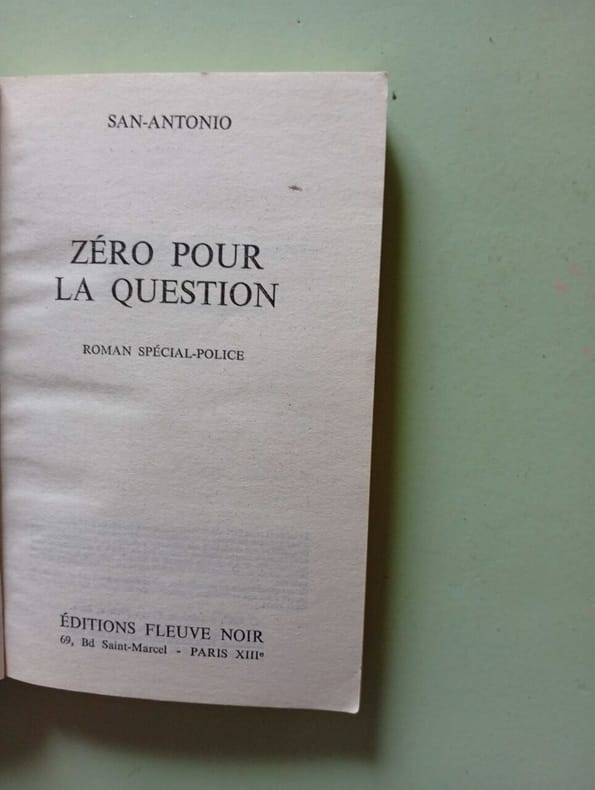 SAN-ANTONIO
ZÉRO POUR
LA QUESTION
ROMAN SPÉCIAL-POLICE
ÉDITIONS FLEUVE NOIR
69, Bd Saint-Marcel - PARIS XIIIᵉ